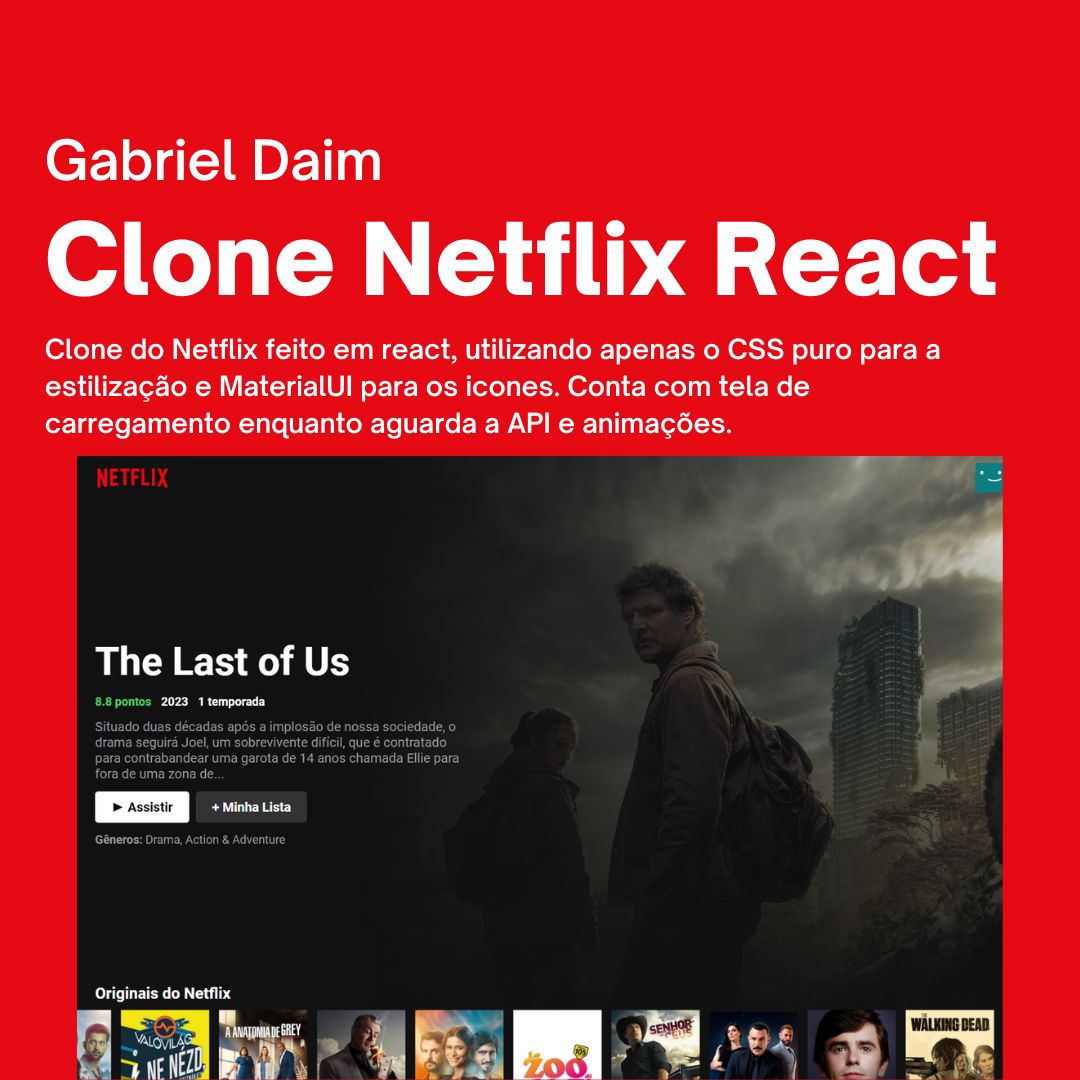 Gabriel Daim
Clone Netflix React
Clone do Netflix feito em react, utilizando apenas o CSS puro para a
estilização e MaterialUI para os icones. Conta com tela de
carregamento enquanto aguarda a API e animações.
NETFLIX
The Last of Us
8.8 pontos 2023 1 temporada
Situado duas décadas após a implosão de nossa sociedade, o
drama seguirá Joel, um sobrevivente difícil, que é contratado
para contrabandear uma garota de 14 anos chamada Ellie para
fora de uma zona de...
► Assistir + Minha Lista
Gêneros: Drama, Action & Adventure
Originais do Netflix
VALÓVILÁG
NE NÉZD
A ANATOMIA DE GREY
ZOO
105
SENHOR
CÉUS
THE
WALKING DEAD